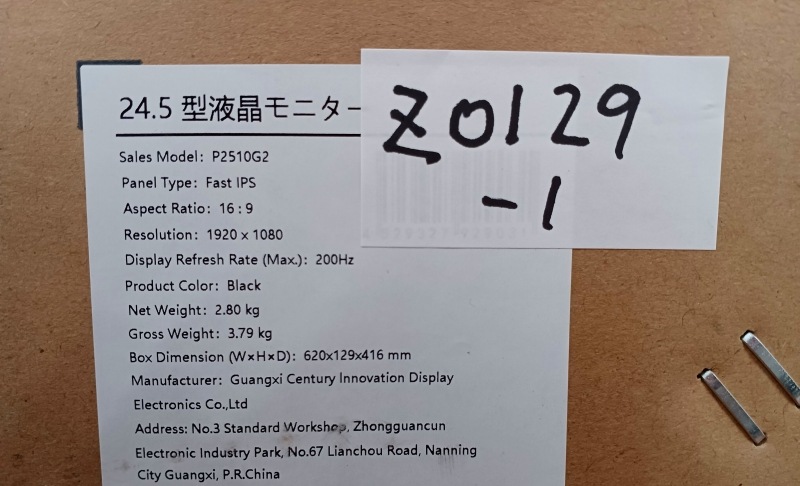 24.5 型液晶モニター
Z0129
-1
Sales Model: P2510G2
Panel Type: Fast IPS
Aspect Ratio: 16:9
Resolution: 1920 x 1080
Display Refresh Rate (Max.): 200Hz
Product Color: Black
Net Weight: 2.80 kg
Gross Weight: 3.79 kg
Box Dimension (W×H×D): 620x129x416 mm
Manufacturer: Guangxi Century Innovation Display
Electronics Co.,Ltd
Address: No.3 Standard Workshop, Zhongguancun
Electronic Industry Park, No.67 Lianchou Road, Nanning
City Guangxi, P.R.China